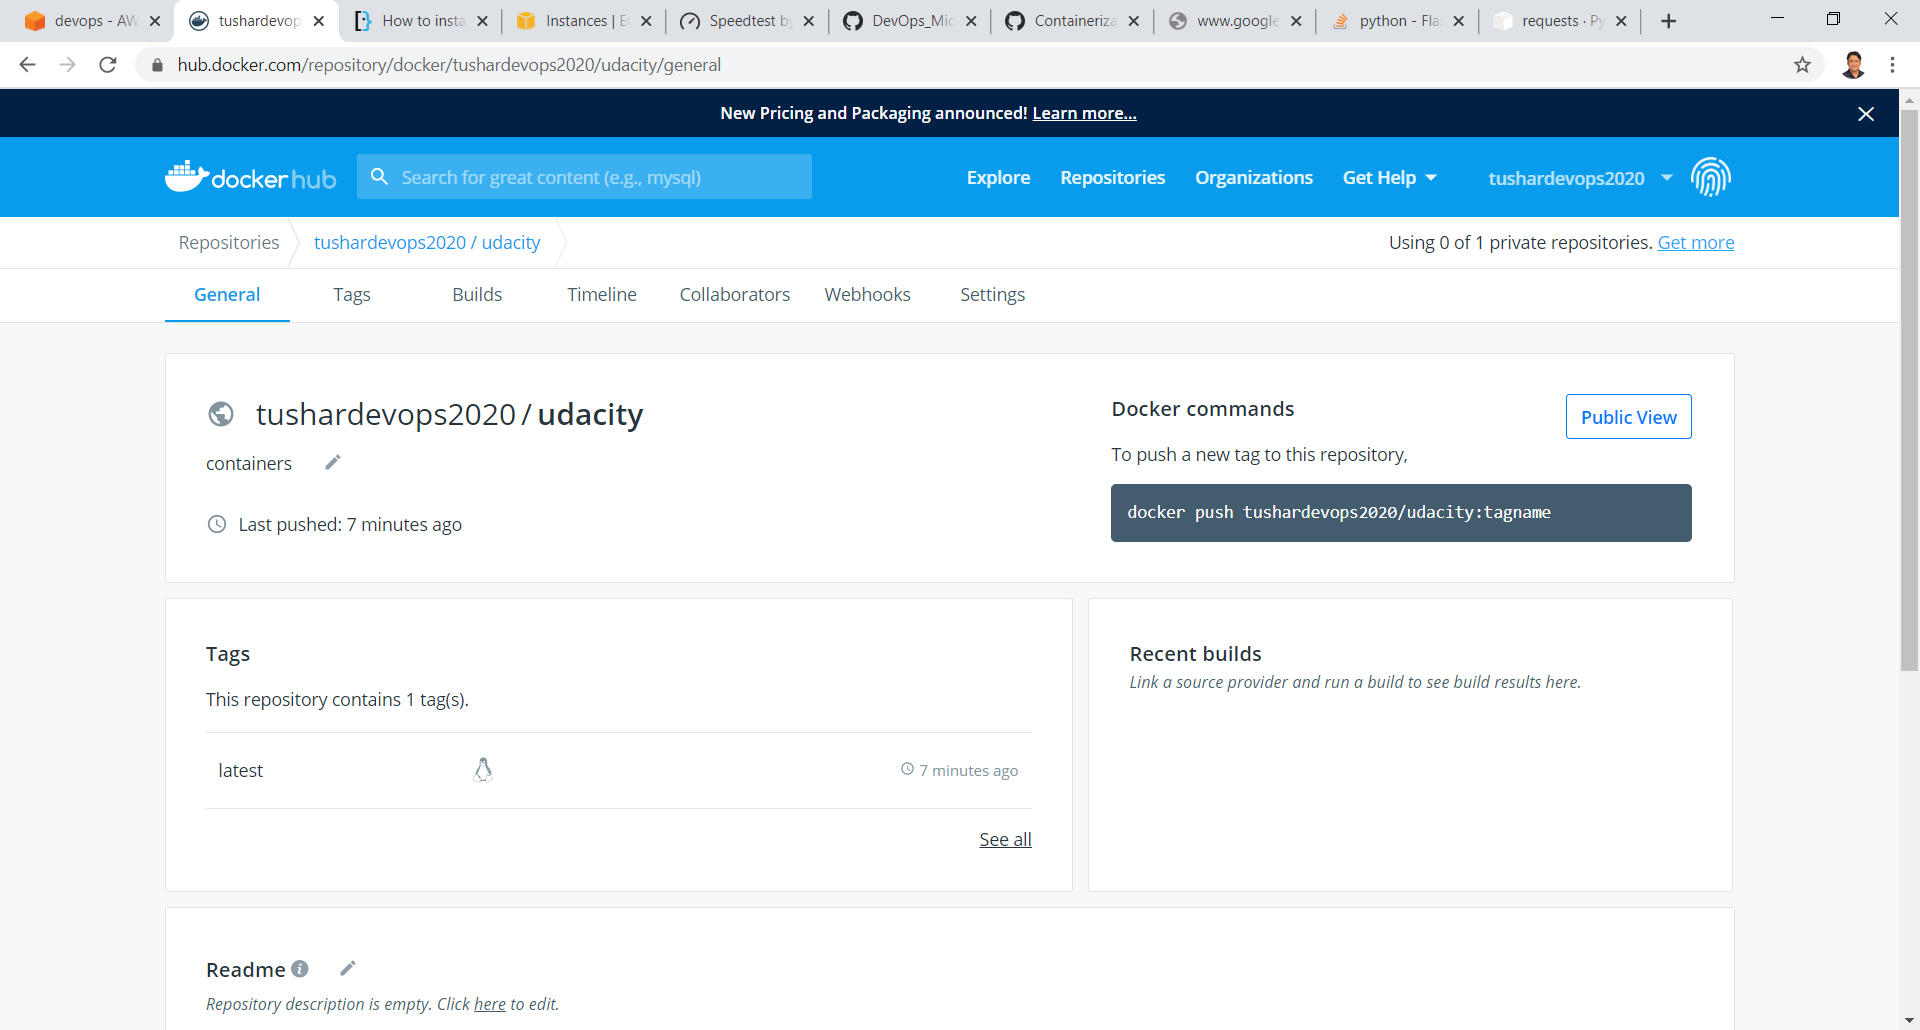 devops - AW
tushardevop
How to insta
Instances | E
Speedtest by
DevOps_Mic
Containeriza
www.google
python - Fla
requests · Py
hub.docker.com/repository/docker/tushardevops2020/udacity/general
New Pricing and Packaging announced! Learn more...
docker hub
Search for great content (e.g., mysql)
Explore
Repositories
Organizations
Get Help
tushardevops2020
Repositories
tushardevops2020 / udacity
Using 0 of 1 private repositories. Get more
General
Tags
Builds
Timeline
Collaborators
Webhooks
Settings
tushardevops2020 / udacity
containers
Last pushed: 7 minutes ago
Docker commands
Public View
To push a new tag to this repository,
docker push tushardevops2020/udacity:tagname
Tags
This repository contains 1 tag(s).
latest
7 minutes ago
See all
Recent builds
Link a source provider and run a build to see build results here.
Readme
Repository description is empty. Click here to edit.